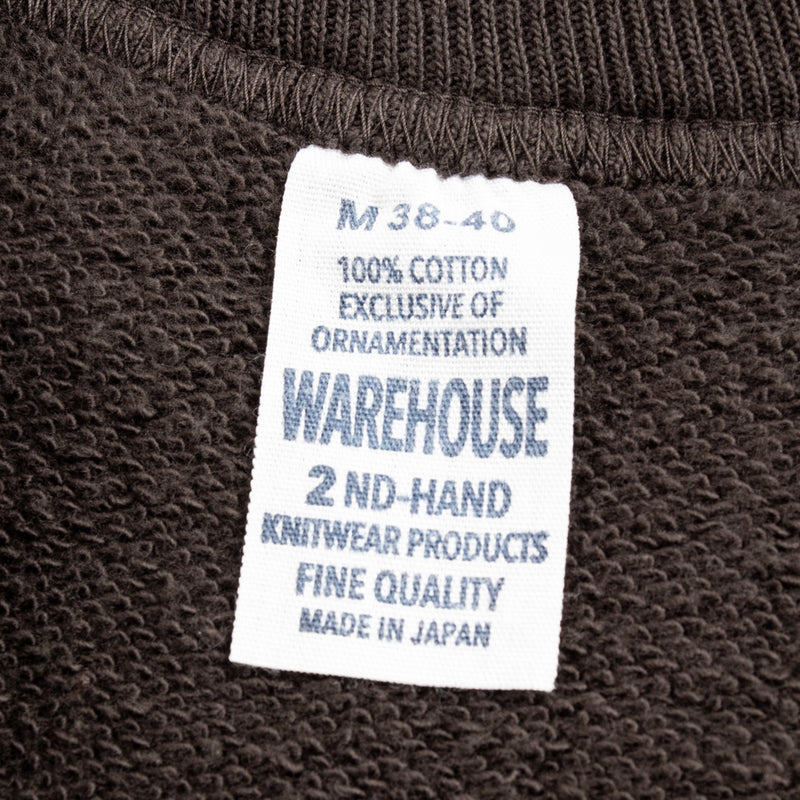 M 38-40
100% COTTON
EXCLUSIVE OF
ORNAMENTATION
WAREHOUSE
2 ND-HAND
KNITWEAR PRODUCTS
FINE QUALITY
MADE IN JAPAN